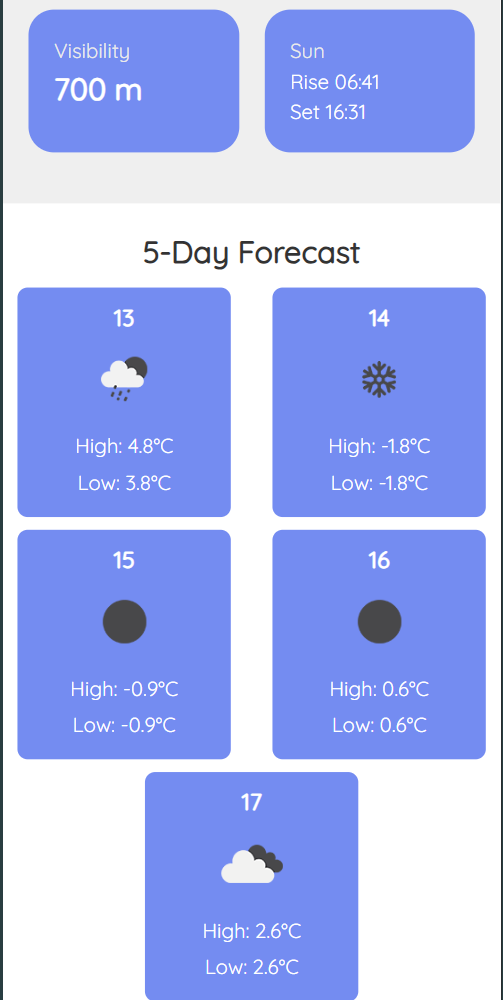 Visibility
700 m
Sun
Rise 06:41
Set 16:31
5-Day Forecast
13
High: 4.8°C
Low: 3.8°C
14
High: -1.8°C
Low: -1.8°C
15
High: -0.9°C
Low: -0.9°C
16
High: 0.6°C
Low: 0.6°C
17
High: 2.6°C
Low: 2.6°C